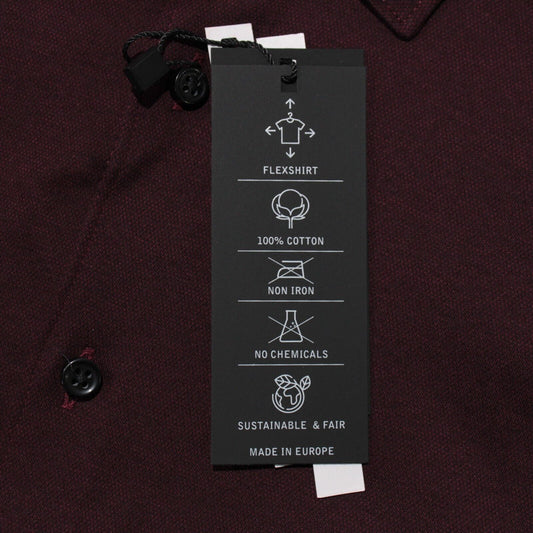 FLEXSHIRT
100% COTTON
NON IRON
NO CHEMICALS
SUSTAINABLE & FAIR
MADE IN EUROPE